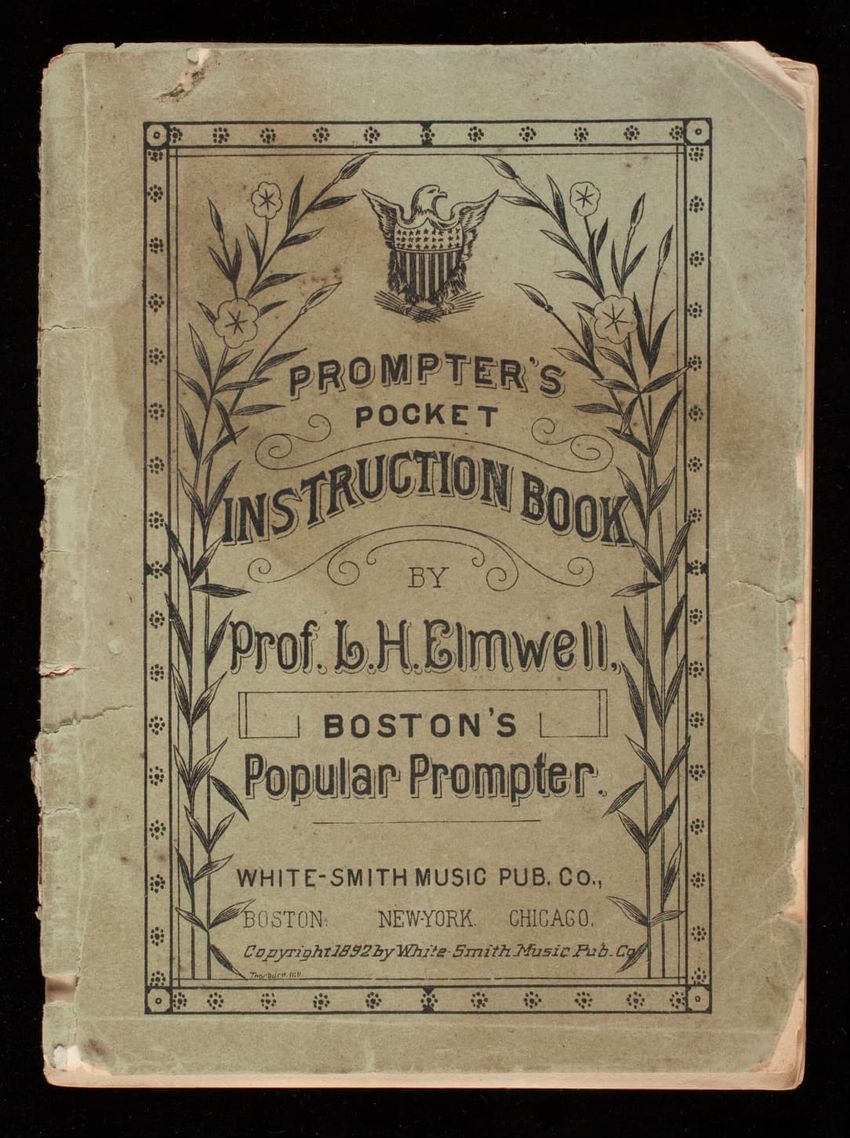 PROMPTER'S
POCKET
INSTRUCTION BOOK
BY
Prof. L.H. Elmwell,
BOSTON'S
Popular Prompter.
WHITE-SMITH MUSIC PUB. Co.,
BOSTON. NEW-YORK. CHICAGO.
Copyright 1892 by White-Smith Music Pub. Co.